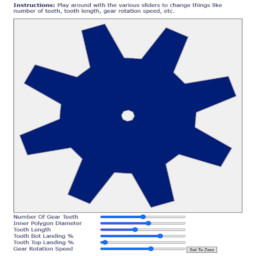 Instructions: Play around with the various sliders to change things like
number of teeth, tooth length, gear rotation speed, etc.
Number Of Gear Teeth
Inner Polygon Diameter
Tooth Length
Tooth Bot Landing %
Tooth Top Landing %
Gear Rotation Speed
Set To Zero